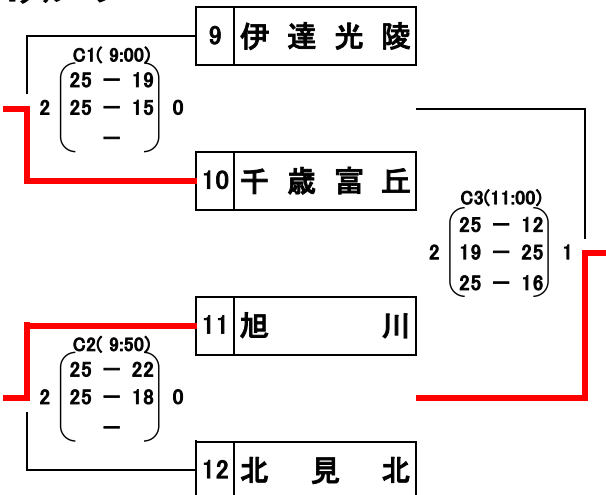 9 伊達光陵
C1( 9:00)
25 － 19
2 25 － 15 0
－
10 千歳富丘
C3(11:00)
25 － 12
2 19 － 25 1
25 － 16
11 旭川
C2( 9:50)
25 － 22
2 25 － 18 0
－
12 北見北